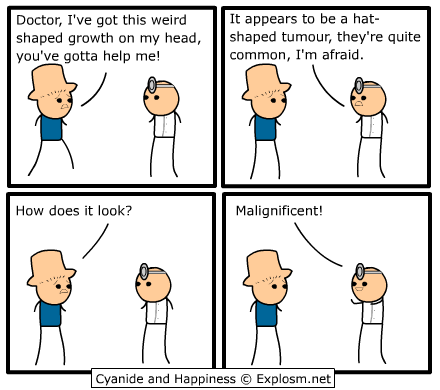 Doctor, I've got this weird
shaped growth on my head,
you've gotta help me!
It appears to be a hat-
shaped tumour, they're quite
common, I'm afraid.
How does it look?
Malignificent!
Cyanide and Happiness © Explosm.net